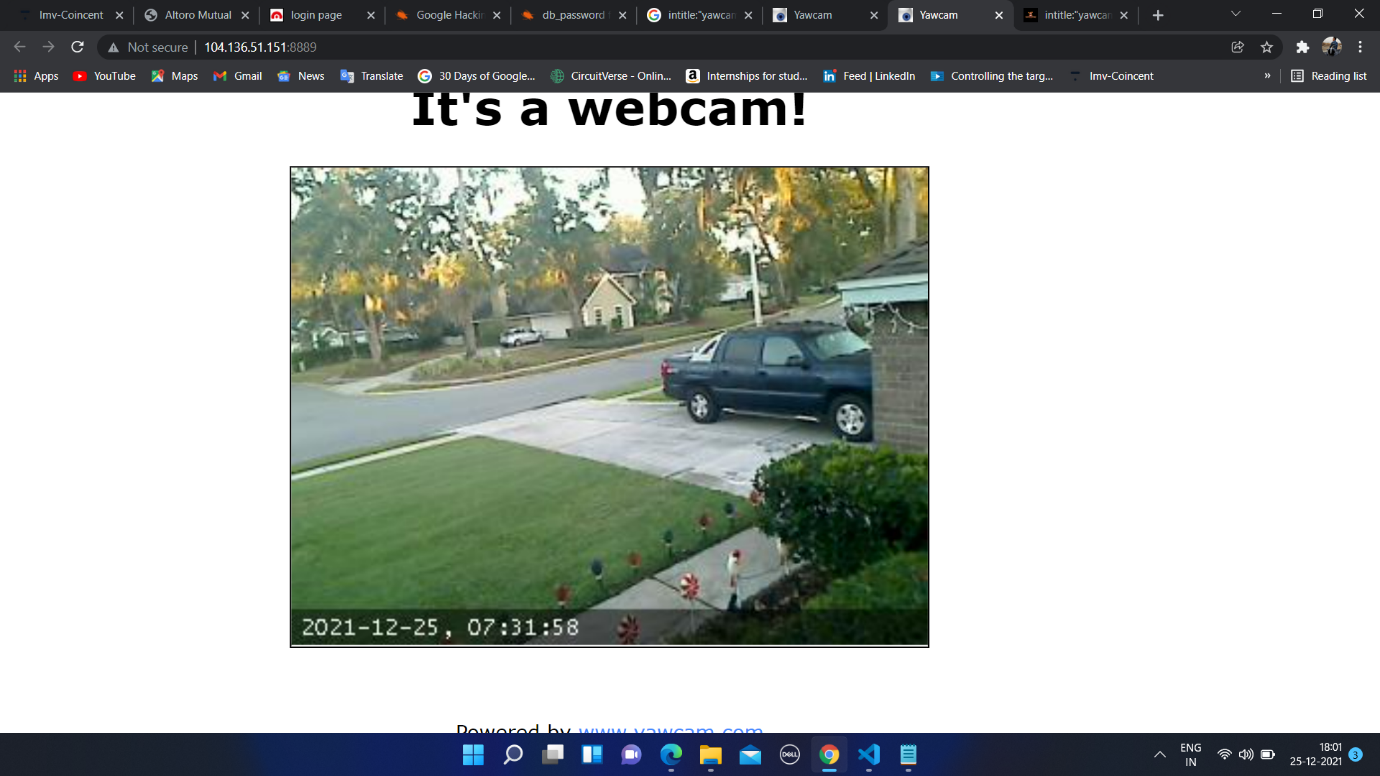 Imv-Coincent
Altoro Mutual
login page
Google Hackin
db_password
intitle:"yawcan
Yawcam
Yawcam
intitle:"yawcar
Not secure
104.136.51.151:8889
Apps
YouTube
Maps
Gmail
News
Translate
30 Days of Google...
CircuitVerse - Onlin...
Internships for stud...
Feed | LinkedIn
Controlling the targ...
Imv-Coincent
»
Reading list
It's a webcam!
2021-12-25, 07:31:58
Powered by www.yawcam.com
DELL
ENG
IN
18:01
25-12-2021
3